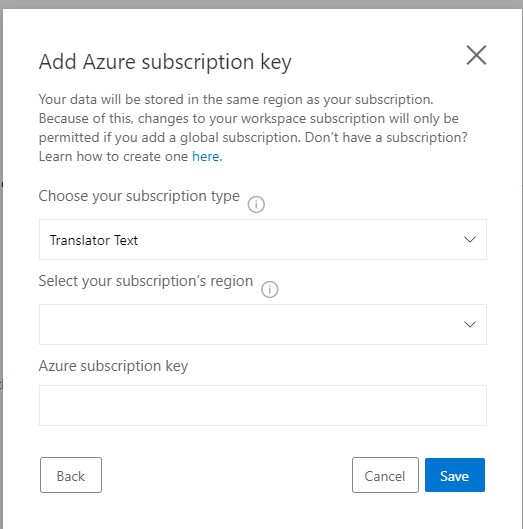 Add Azure subscription key
Your data will be stored in the same region as your subscription.
Because of this, changes to your workspace subscription will only be
permitted if you add a global subscription. Don't have a subscription?
Learn how to create one here.
Choose your subscription type
Translator Text
Select your subscription's region
Azure subscription key
Back
Cancel
Save